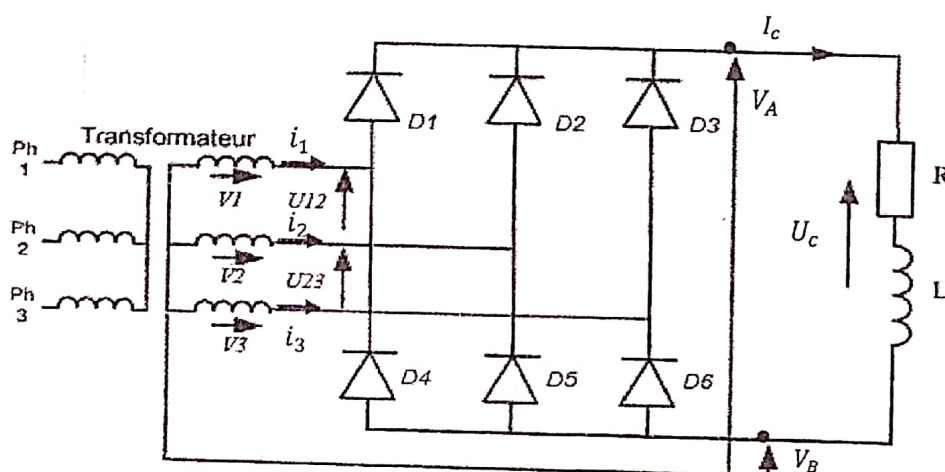 I_c
V_A
D1
D2
D3
Transformateur
Ph
1
i_1
V1
U12
R
Ph
2
i_2
V2
U23
U_c
Ph
3
V3
i_3
L
D4
D5
D6
V_B